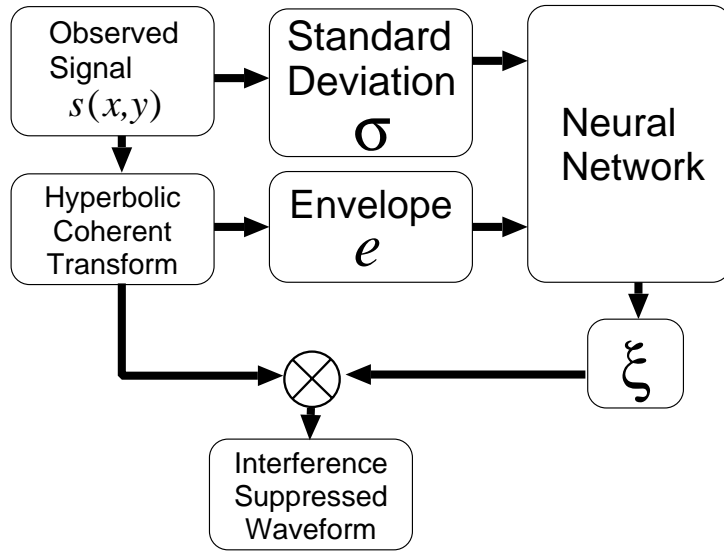 Observed
Signal
s(x,y)
Standard
Deviation
σ
Neural
Network
Hyperbolic
Coherent
Transform
Envelope
e
ξ
Interference
Suppressed
Waveform